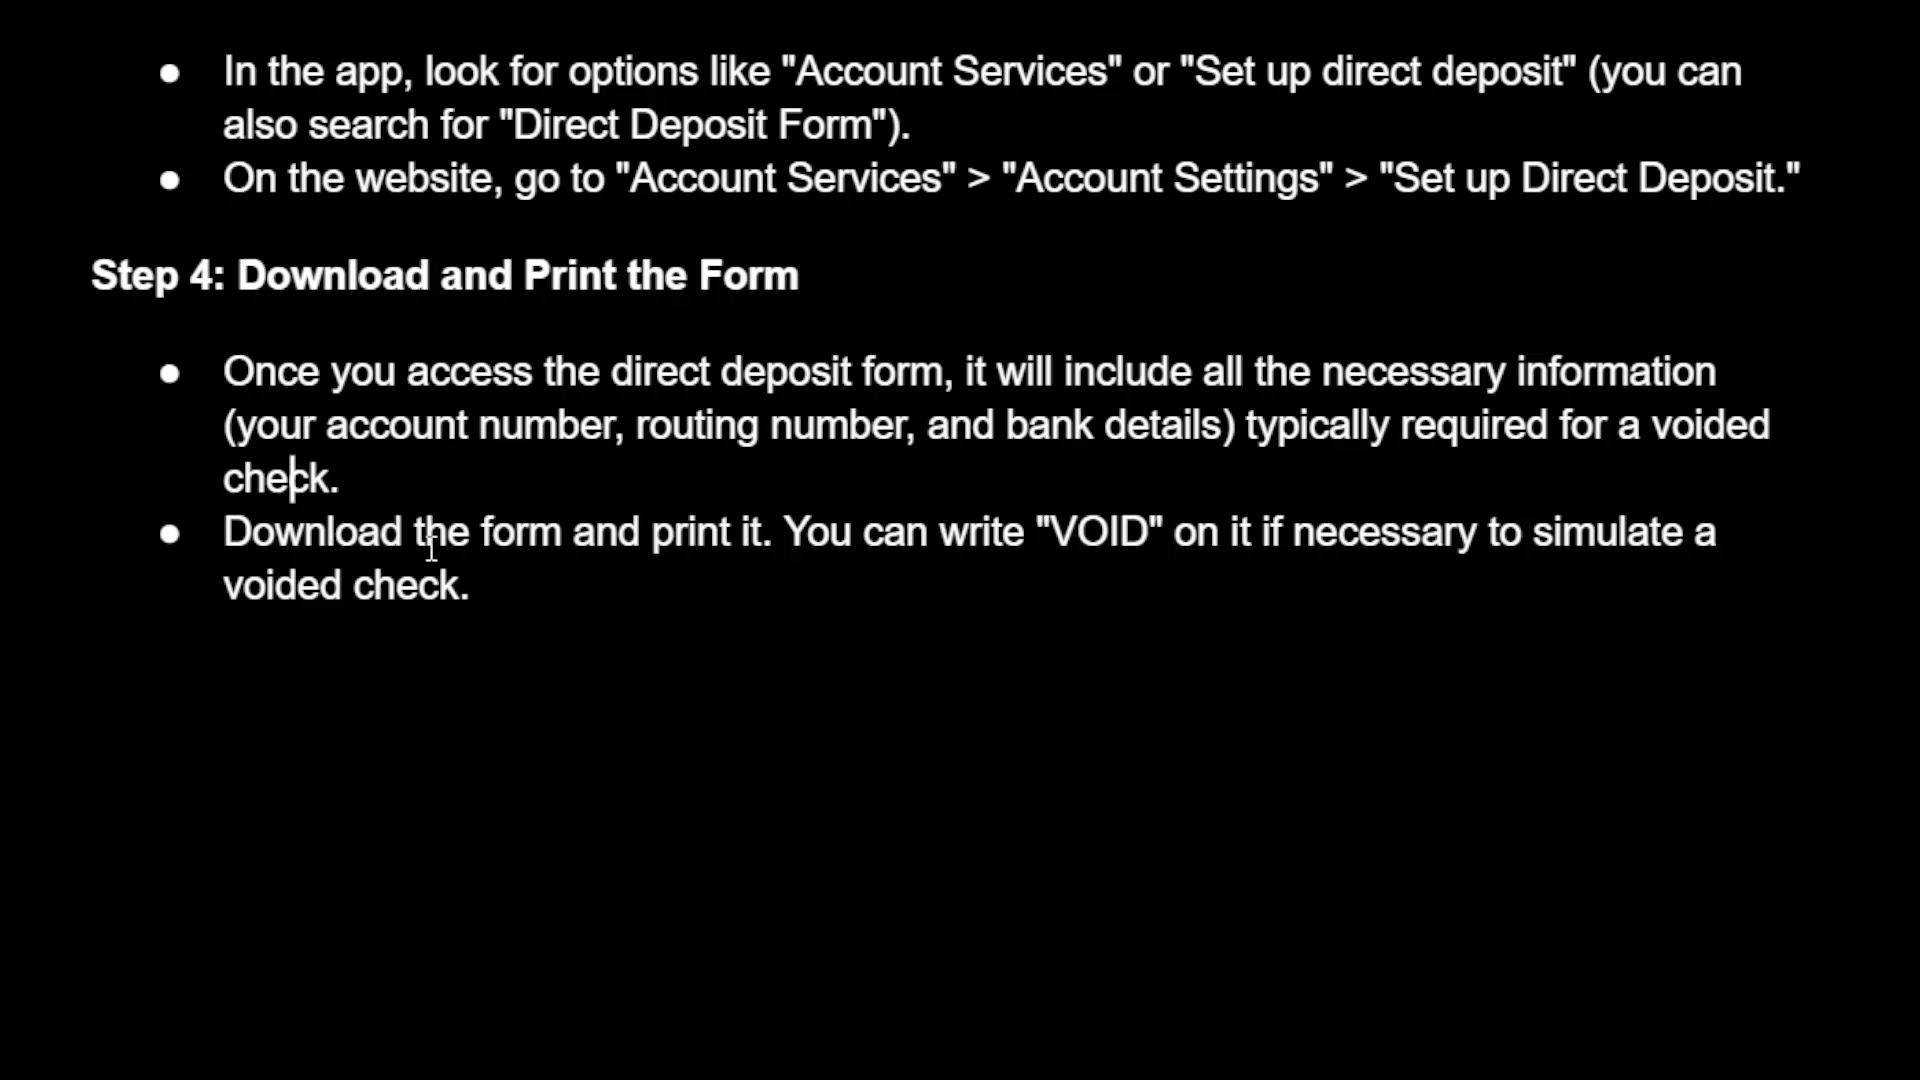 ● In the app, look for options like "Account Services" or "Set up direct deposit" (you can
also search for "Direct Deposit Form").
● On the website, go to "Account Services" > "Account Settings" > "Set up Direct Deposit."
Step 4: Download and Print the Form
● Once you access the direct deposit form, it will include all the necessary information
(your account number, routing number, and bank details) typically required for a voided
check.
● Download the form and print it. You can write "VOID" on it if necessary to simulate a
voided check.